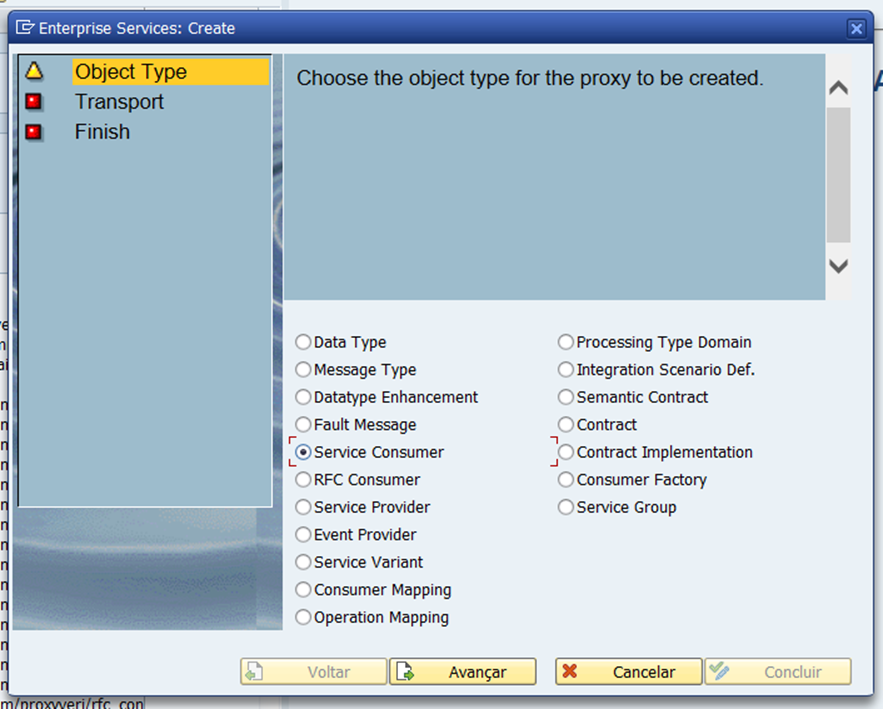 Enterprise Services: Create
Object Type
Transport
Finish
Choose the object type for the proxy to be created.
Data Type
Message Type
Datatype Enhancement
Fault Message
Service Consumer
RFC Consumer
Service Provider
Event Provider
Service Variant
Consumer Mapping
Operation Mapping
Processing Type Domain
Integration Scenario Def.
Semantic Contract
Contract
Contract Implementation
Consumer Factory
Service Group
Voltar
Avançar
Cancelar
Concluir
m/proxyveri/rfc_con